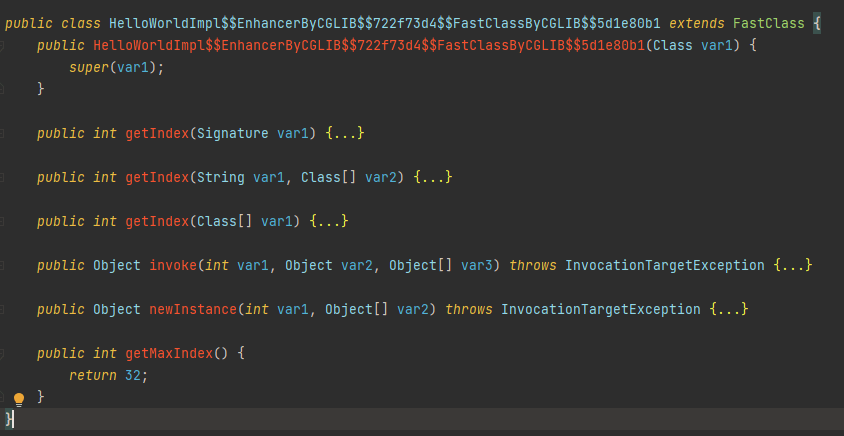 public class HelloWorldImpl$$EnhancerByCGLIB$$722f73d4$$FastClassByCGLIB$$5d1e80b1 extends FastClass {
    public HelloWorldImpl$$EnhancerByCGLIB$$722f73d4$$FastClassByCGLIB$$5d1e80b1(Class var1) {
        super(var1);
    }
    public int getIndex(Signature var1) {...}
    public int getIndex(String var1, Class[] var2) {...}
    public int getIndex(Class[] var1) {...}
    public Object invoke(int var1, Object var2, Object[] var3) throws InvocationTargetException {...}
    public Object newInstance(int var1, Object[] var2) throws InvocationTargetException {...}
    public int getMaxIndex() {
        return 32;
    }
}